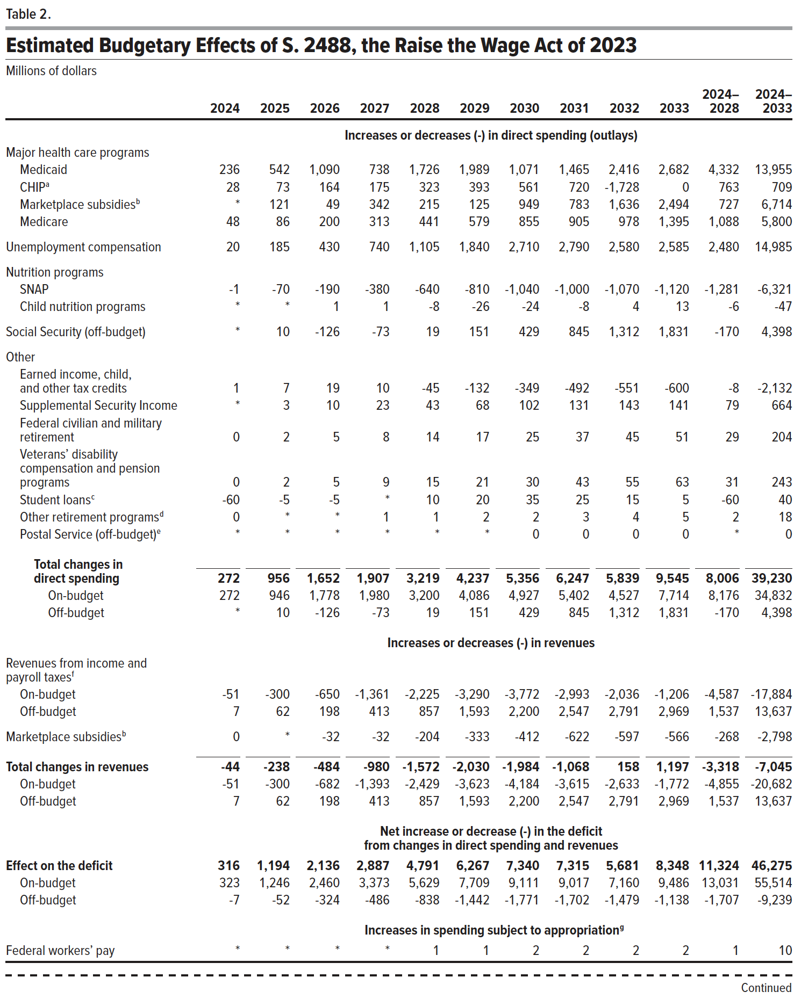 Table 2.
Estimated Budgetary Effects of S. 2488, the Raise the Wage Act of 2023
Millions of dollars
2024 2025 2026 2027 2028 2029 2030 2031 2032 2033 2024–2028 2024–2033
Increases or decreases (-) in direct spending (outlays)
Major health care programs
Medicaid 236 542 1,090 738 1,726 1,989 1,071 1,465 2,416 2,682 4,332 13,955
CHIPa 28 73 164 175 323 393 561 720 -1,728 0 763 709
Marketplace subsidiesb * 121 49 342 215 125 949 783 1,636 2,494 727 6,714
Medicare 48 86 200 313 441 579 855 905 978 1,395 1,088 5,800
Unemployment compensation 20 185 430 740 1,105 1,840 2,710 2,790 2,580 2,585 2,480 14,985
Nutrition programs
SNAP -1 -70 -190 -380 -640 -810 -1,040 -1,000 -1,070 -1,120 -1,281 -6,321
Child nutrition programs * * 1 1 -8 -26 -24 -8 4 13 -6 -47
Social Security (off-budget) * 10 -126 -73 19 151 429 845 1,312 1,831 -170 4,398
Other
Earned income, child,
and other tax credits 1 7 19 10 -45 -132 -349 -492 -551 -600 -8 -2,132
Supplemental Security Income * 3 10 23 43 68 102 131 143 141 79 664
Federal civilian and military
retirement 0 2 5 8 14 17 25 37 45 51 29 204
Veterans’ disability
compensation and pension
programs 0 2 5 9 15 21 30 43 55 63 31 243
Student loansc -60 -5 -5 * 10 20 35 25 15 5 -60 40
Other retirement programsd 0 * * 1 1 2 2 3 4 5 2 18
Postal Service (off-budget)e * * * * * * 0 0 0 0 * 0
Total changes in
direct spending 272 956 1,652 1,907 3,219 4,237 5,356 6,247 5,839 9,545 8,006 39,230
On-budget 272 946 1,778 1,980 3,200 4,086 4,927 5,402 4,527 7,714 8,176 34,832
Off-budget * 10 -126 -73 19 151 429 845 1,312 1,831 -170 4,398
Increases or decreases (-) in revenues
Revenues from income and
payroll taxesf
On-budget -51 -300 -650 -1,361 -2,225 -3,290 -3,772 -2,993 -2,036 -1,206 -4,587 -17,884
Off-budget 7 62 198 413 857 1,593 2,200 2,547 2,791 2,969 1,537 13,637
Marketplace subsidiesb 0 * -32 -32 -204 -333 -412 -622 -597 -566 -268 -2,798
Total changes in revenues -44 -238 -484 -980 -1,572 -2,030 -1,984 -1,068 158 1,197 -3,318 -7,045
On-budget -51 -300 -682 -1,393 -2,429 -3,623 -4,184 -3,615 -2,633 -1,772 -4,855 -20,682
Off-budget 7 62 198 413 857 1,593 2,200 2,547 2,791 2,969 1,537 13,637
Net increase or decrease (-) in the deficit
from changes in direct spending and revenues
Effect on the deficit 316 1,194 2,136 2,887 4,791 6,267 7,340 7,315 5,681 8,348 11,324 46,275
On-budget 323 1,246 2,460 3,373 5,629 7,709 9,111 9,017 7,160 9,486 13,031 55,514
Off-budget -7 -52 -324 -486 -838 -1,442 -1,771 -1,702 -1,479 -1,138 -1,707 -9,239
Increases in spending subject to appropriationg
Federal workers’ pay * * * * 1 1 2 2 2 2 1 10
Continued